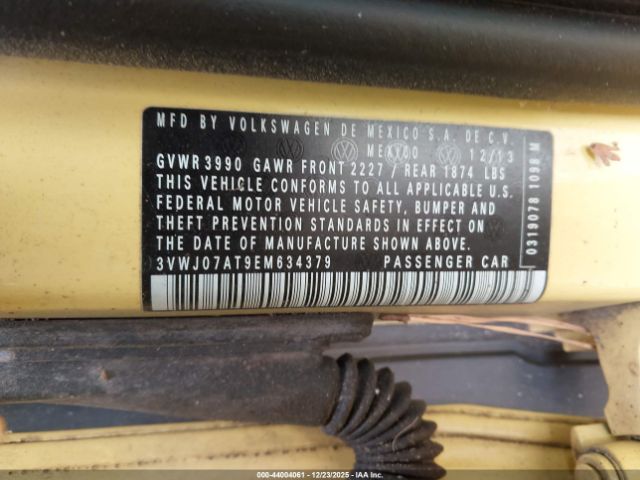 MFD BY VOLKSWAGEN DE MEXICO S.A. DE C.V.
MEXICO 12/13
GVWR 3990 GAWR FRONT 2227 / REAR 1874 LBS
THIS VEHICLE CONFORMS TO ALL APPLICABLE U.S.
FEDERAL MOTOR VEHICLE SAFETY, BUMPER AND
THEFT PREVENTION STANDARDS IN EFFECT ON
THE DATE OF MANUFACTURE SHOWN ABOVE.
3VWJ07AT9EM634379 PASSENGER CAR
0319078 1098 M
000-44004061 - 12/23/2025 - IAAI.COM